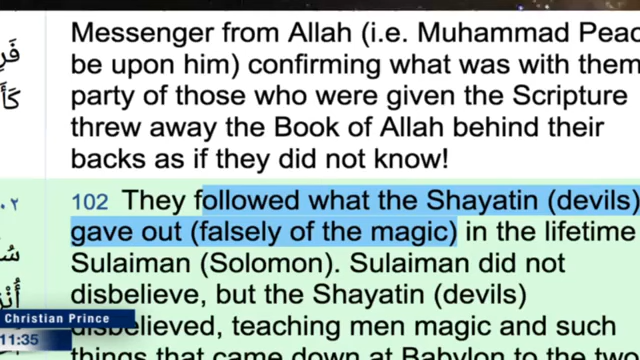 Messenger from Allah (i.e. Muhammad Peac
be upon him) confirming what was with them
party of those who were given the Scripture
threw away the Book of Allah behind their
backs as if they did not know!
102 They followed what the Shayatin (devils)
gave out (falsely of the magic) in the lifetime
Sulaiman (Solomon). Sulaiman did not
disbelieve, but the Shayatin (devils)
disbelieved, teaching men magic and such
things that came down at Babylon to the two
Christian Prince
11:35